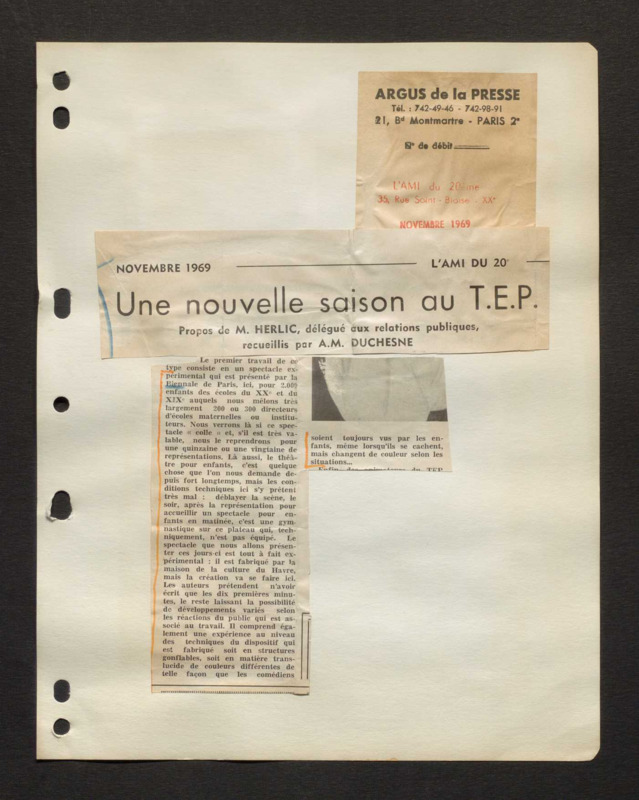 ARGUS de la PRESSE
Tél. : 742-49-46 - 742-98-91
21, Bd Montmartre - PARIS 2e
N° de débit
L'AMI du 20ème
35, Rue Saint-Blaise - XXe
NOVEMBRE 1969
NOVEMBRE 1969 L'AMI DU 20e
Une nouvelle saison au T.E.P.
Propos de M. HERLIC, délégué aux relations publiques,
recueillis par A.M. DUCHESNE
Le premier travail de ce
type consiste en un spectacle ex-
périmental qui est présenté par la
Biennale de Paris, ici, pour 2.000
enfants des écoles du XXe et du
XIXe auquels nous mêlons très
largement 200 ou 300 directeurs
d'écoles maternelles ou institu-
teurs. Nous verrons là si ce spec-
tacle « colle » et, s'il est très va-
lable, nous le reprendrons pour
une quinzaine ou une vingtaine de
représentations. Là aussi, le théâ-
tre pour enfants, c'est quelque
chose que l'on nous demande de-
puis fort longtemps, mais les con-
ditions techniques ici s'y prêtent
très mal : déblayer la scène, le
soir, après la représentation pour
accueillir un spectacle pour en-
fants en matinée, c'est une gym-
nastique sur ce plateau qui, tech-
niquement, n'est pas équipé. Le
spectacle que nous allons présen-
ter ces jours-ci est tout à fait ex-
périmental : il est fabriqué par la
maison de la culture du Havre,
mais la création va se faire ici.
Les auteurs prétendent n'avoir
écrit que les dix premières minu-
tes, le reste laissant la possibilité
de développements variés selon
les réactions du public qui est as-
socié au travail. Il comprend éga-
lement une expérience au niveau
des techniques du dispositif qui
est fabriqué soit en structures
gonflables, soit en matière trans-
lucide de couleurs différentes de
telle façon que les comédiens
soient toujours vus par les en-
fants, même lorsqu'ils se cachent,
mais changent de couleur selon les
situations...